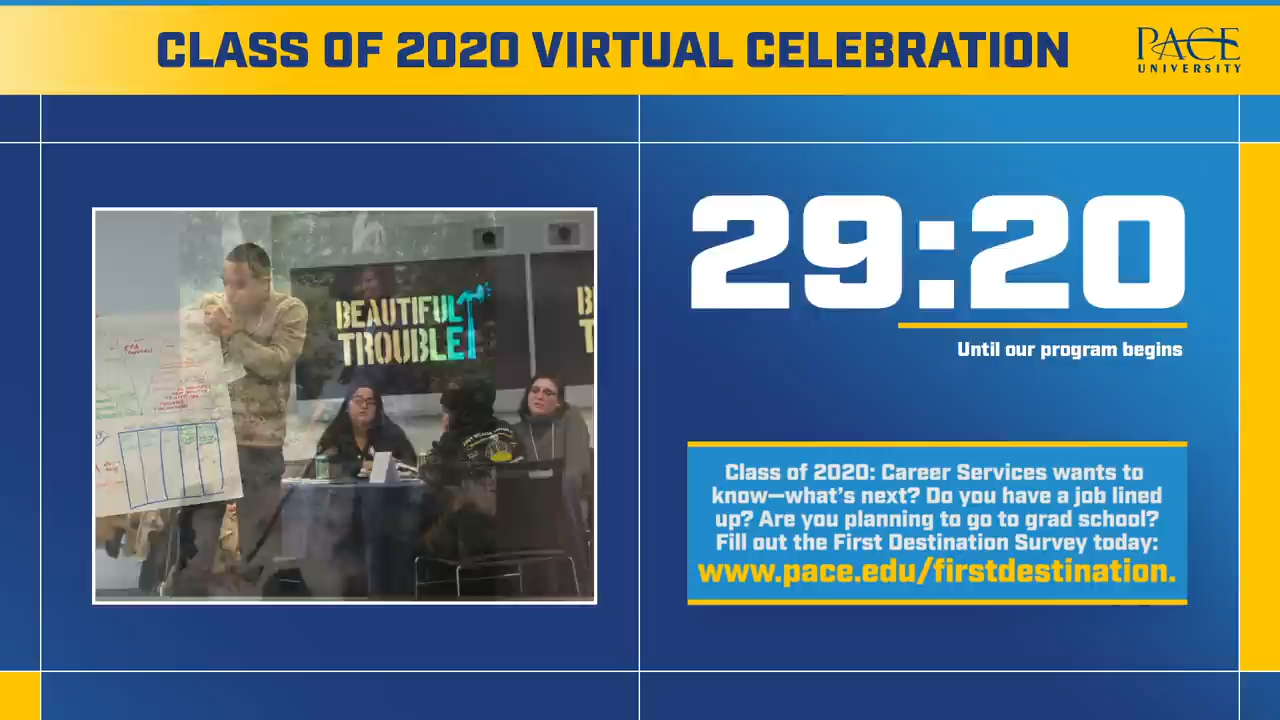 CLASS OF 2020 VIRTUAL CELEBRATION
PACE
UNIVERSITY
BEAUTIFUL
TROUBLE
B
T
29:20
Until our program begins
Class of 2020: Career Services wants to
know—what's next? Do you have a job lined
up? Are you planning to go to grad school?
Fill out the First Destination Survey today:
www.pace.edu/firstdestination.